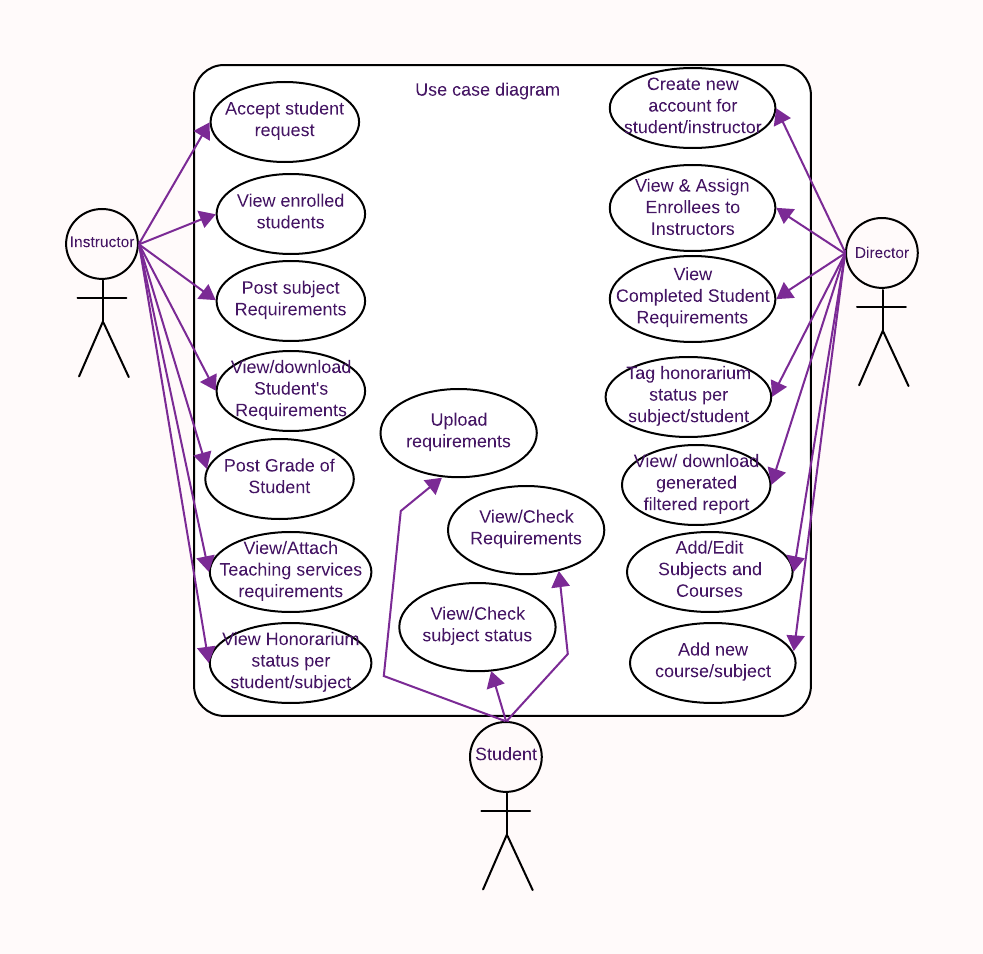 Use case diagram
Instructor
Accept student
request
View enrolled
students
Post subject
Requirements
View/download
Student's
Requirements
Post Grade of
Student
View/Attach
Teaching services
requirements
View Honorarium
status per
student/subject
Upload
requirements
View/Check
Requirements
View/Check
subject status
Student
Create new
account for
student/instructor
View & Assign
Enrollees to
Instructors
View
Completed Student
Requirements
Tag honorarium
status per
subject/student
View/ download
generated
filtered report
Add/Edit
Subjects and
Courses
Add new
course/subject
Director